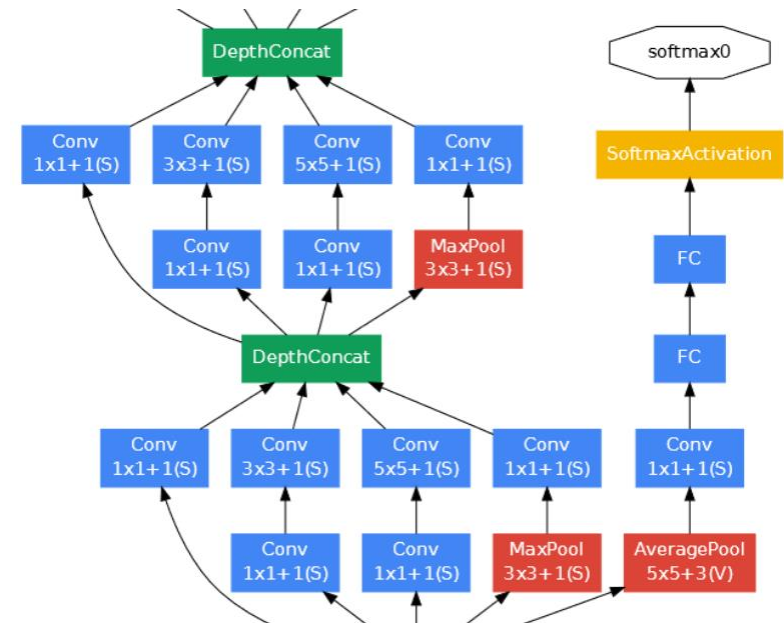 DepthConcat
softmax0
Conv
1x1+1(S)
Conv
3x3+1(S)
Conv
5x5+1(S)
Conv
1x1+1(S)
SoftmaxActivation
Conv
1x1+1(S)
Conv
1x1+1(S)
MaxPool
3x3+1(S)
FC
DepthConcat
FC
Conv
1x1+1(S)
Conv
3x3+1(S)
Conv
5x5+1(S)
Conv
1x1+1(S)
Conv
1x1+1(S)
Conv
1x1+1(S)
Conv
1x1+1(S)
MaxPool
3x3+1(S)
AveragePool
5x5+3(V)